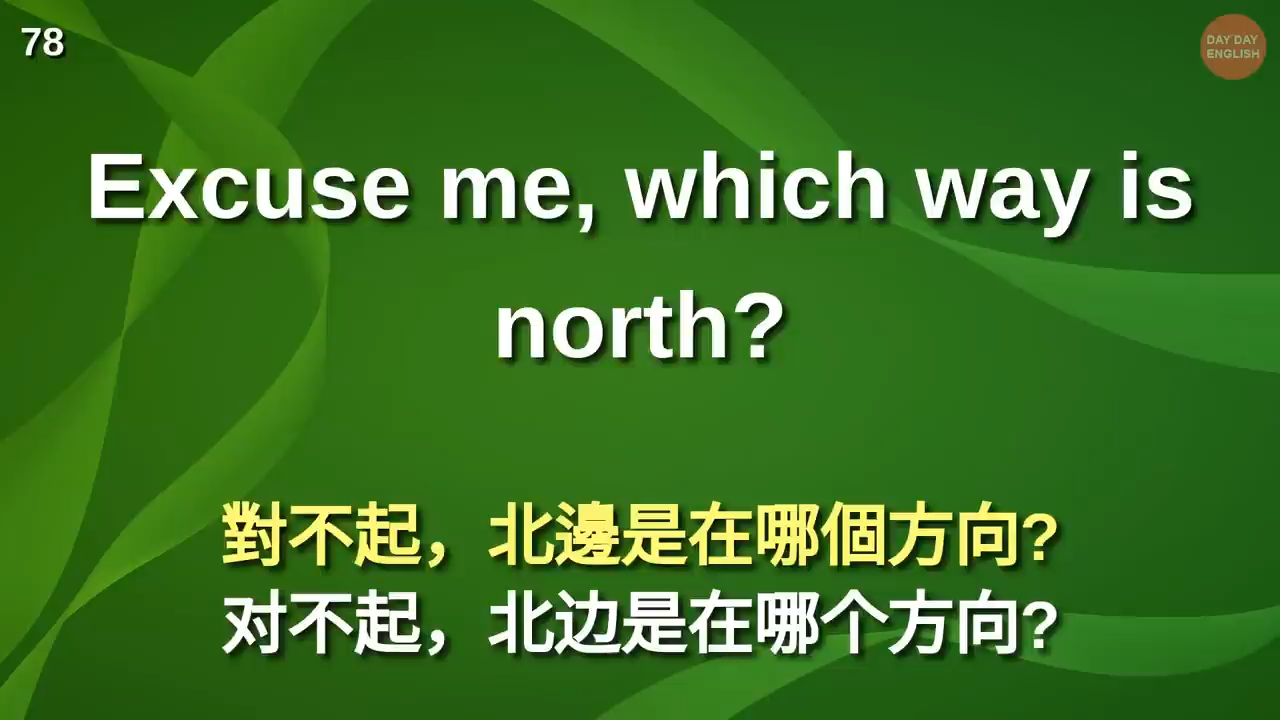 78
DAY DAY
ENGLISH
Excuse me, which way is
north?
對不起，北邊是在哪個方向?
对不起，北边是在哪个方向?